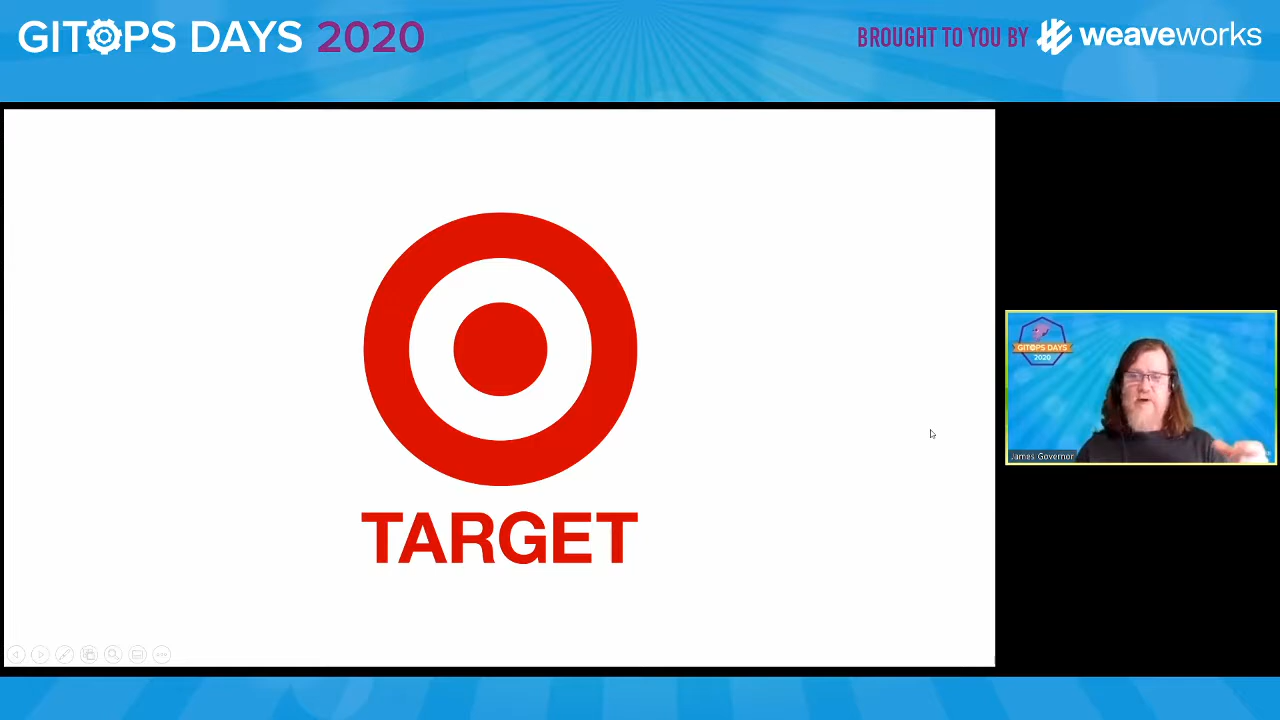 GITOPS DAYS 2020
BROUGHT TO YOU BY weaveworks
TARGET
GITOPS DAYS
2020
James Governor